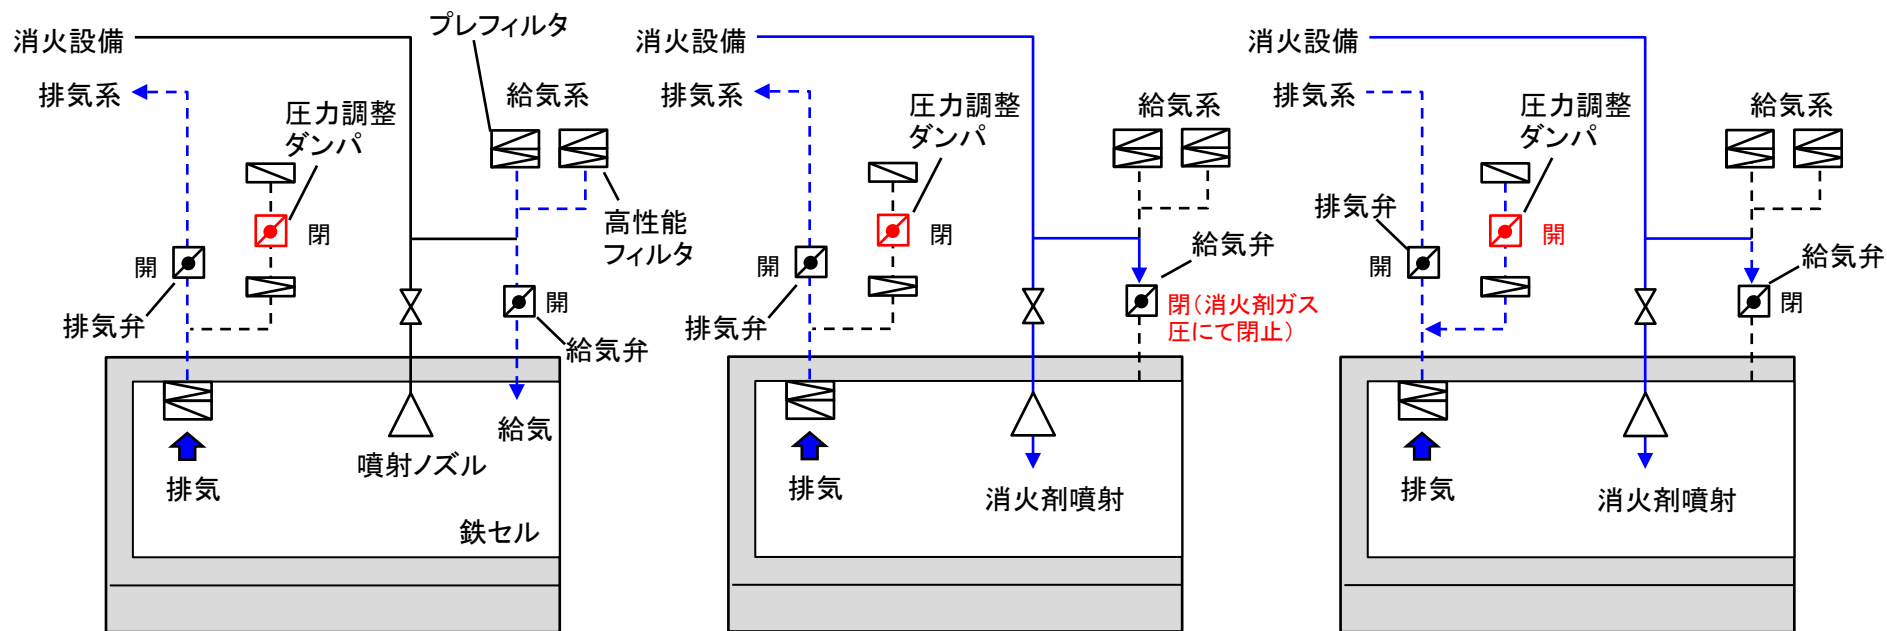 消火設備
排気系
圧力調整
ダンパ
プレフィルタ
給気系
高性能
フィルタ
開
閉
排気弁
開
給気弁
給気
噴射ノズル
排気
鉄セル
消火設備
排気系
圧力調整
ダンパ
給気系
開
閉
排気弁
給気弁
閉(消火剤ガス
圧にて閉止)
排気
消火剤噴射
消火設備
排気系
圧力調整
ダンパ
給気系
排気弁
開
開
給気弁
閉
排気
消火剤噴射